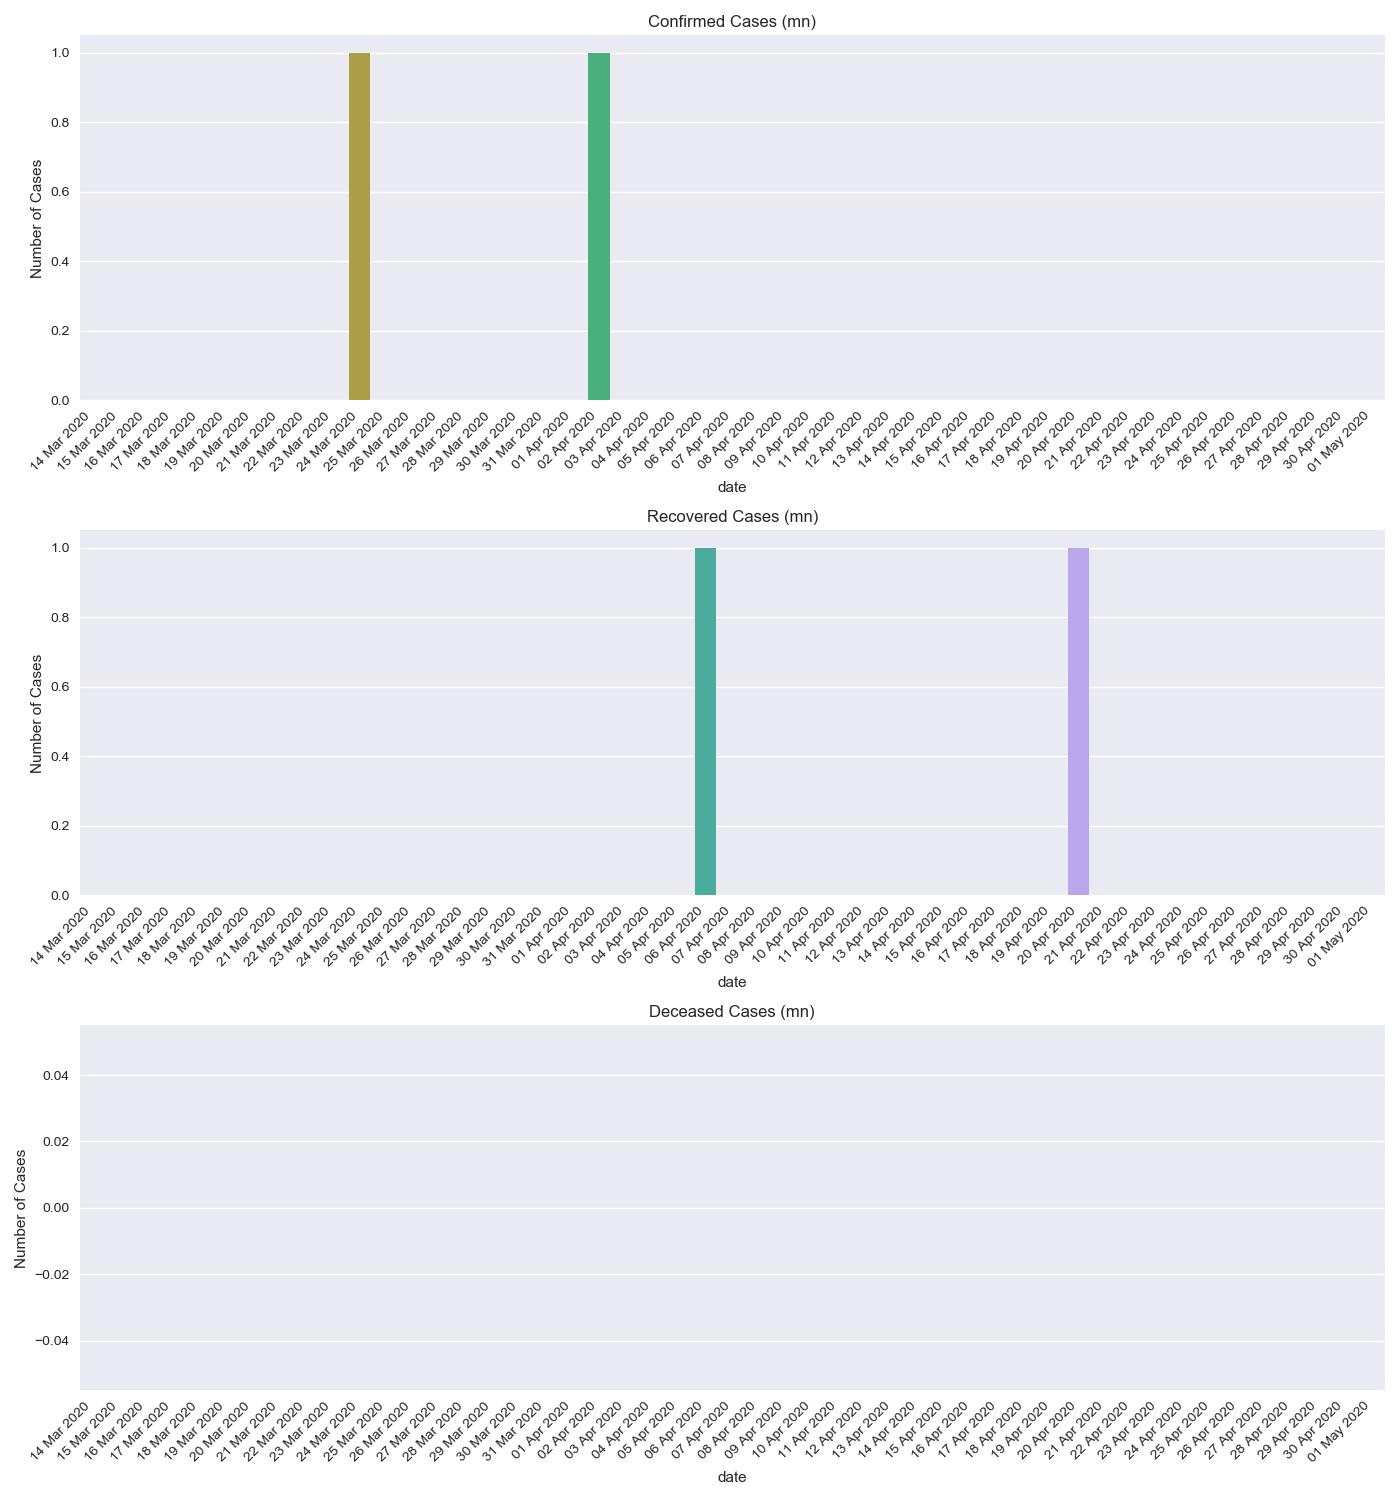 Confirmed Cases (mn)
Number of Cases
1.0
0.8
0.6
0.4
0.2
0.0
14 Mar 2020
15 Mar 2020
16 Mar 2020
17 Mar 2020
18 Mar 2020
19 Mar 2020
20 Mar 2020
21 Mar 2020
22 Mar 2020
23 Mar 2020
24 Mar 2020
25 Mar 2020
26 Mar 2020
27 Mar 2020
28 Mar 2020
29 Mar 2020
30 Mar 2020
31 Mar 2020
01 Apr 2020
02 Apr 2020
03 Apr 2020
04 Apr 2020
05 Apr 2020
06 Apr 2020
07 Apr 2020
08 Apr 2020
09 Apr 2020
10 Apr 2020
11 Apr 2020
12 Apr 2020
13 Apr 2020
14 Apr 2020
15 Apr 2020
16 Apr 2020
17 Apr 2020
18 Apr 2020
19 Apr 2020
20 Apr 2020
21 Apr 2020
22 Apr 2020
23 Apr 2020
24 Apr 2020
25 Apr 2020
26 Apr 2020
27 Apr 2020
28 Apr 2020
29 Apr 2020
30 Apr 2020
01 May 2020
date
Recovered Cases (mn)
Number of Cases
1.0
0.8
0.6
0.4
0.2
0.0
14 Mar 2020
15 Mar 2020
16 Mar 2020
17 Mar 2020
18 Mar 2020
19 Mar 2020
20 Mar 2020
21 Mar 2020
22 Mar 2020
23 Mar 2020
24 Mar 2020
25 Mar 2020
26 Mar 2020
27 Mar 2020
28 Mar 2020
29 Mar 2020
30 Mar 2020
31 Mar 2020
01 Apr 2020
02 Apr 2020
03 Apr 2020
04 Apr 2020
05 Apr 2020
06 Apr 2020
07 Apr 2020
08 Apr 2020
09 Apr 2020
10 Apr 2020
11 Apr 2020
12 Apr 2020
13 Apr 2020
14 Apr 2020
15 Apr 2020
16 Apr 2020
17 Apr 2020
18 Apr 2020
19 Apr 2020
20 Apr 2020
21 Apr 2020
22 Apr 2020
23 Apr 2020
24 Apr 2020
25 Apr 2020
26 Apr 2020
27 Apr 2020
28 Apr 2020
29 Apr 2020
30 Apr 2020
01 May 2020
date
Deceased Cases (mn)
Number of Cases
0.04
0.02
0.00
−0.02
−0.04
14 Mar 2020
15 Mar 2020
16 Mar 2020
17 Mar 2020
18 Mar 2020
19 Mar 2020
20 Mar 2020
21 Mar 2020
22 Mar 2020
23 Mar 2020
24 Mar 2020
25 Mar 2020
26 Mar 2020
27 Mar 2020
28 Mar 2020
29 Mar 2020
30 Mar 2020
31 Mar 2020
01 Apr 2020
02 Apr 2020
03 Apr 2020
04 Apr 2020
05 Apr 2020
06 Apr 2020
07 Apr 2020
08 Apr 2020
09 Apr 2020
10 Apr 2020
11 Apr 2020
12 Apr 2020
13 Apr 2020
14 Apr 2020
15 Apr 2020
16 Apr 2020
17 Apr 2020
18 Apr 2020
19 Apr 2020
20 Apr 2020
21 Apr 2020
22 Apr 2020
23 Apr 2020
24 Apr 2020
25 Apr 2020
26 Apr 2020
27 Apr 2020
28 Apr 2020
29 Apr 2020
30 Apr 2020
01 May 2020
date